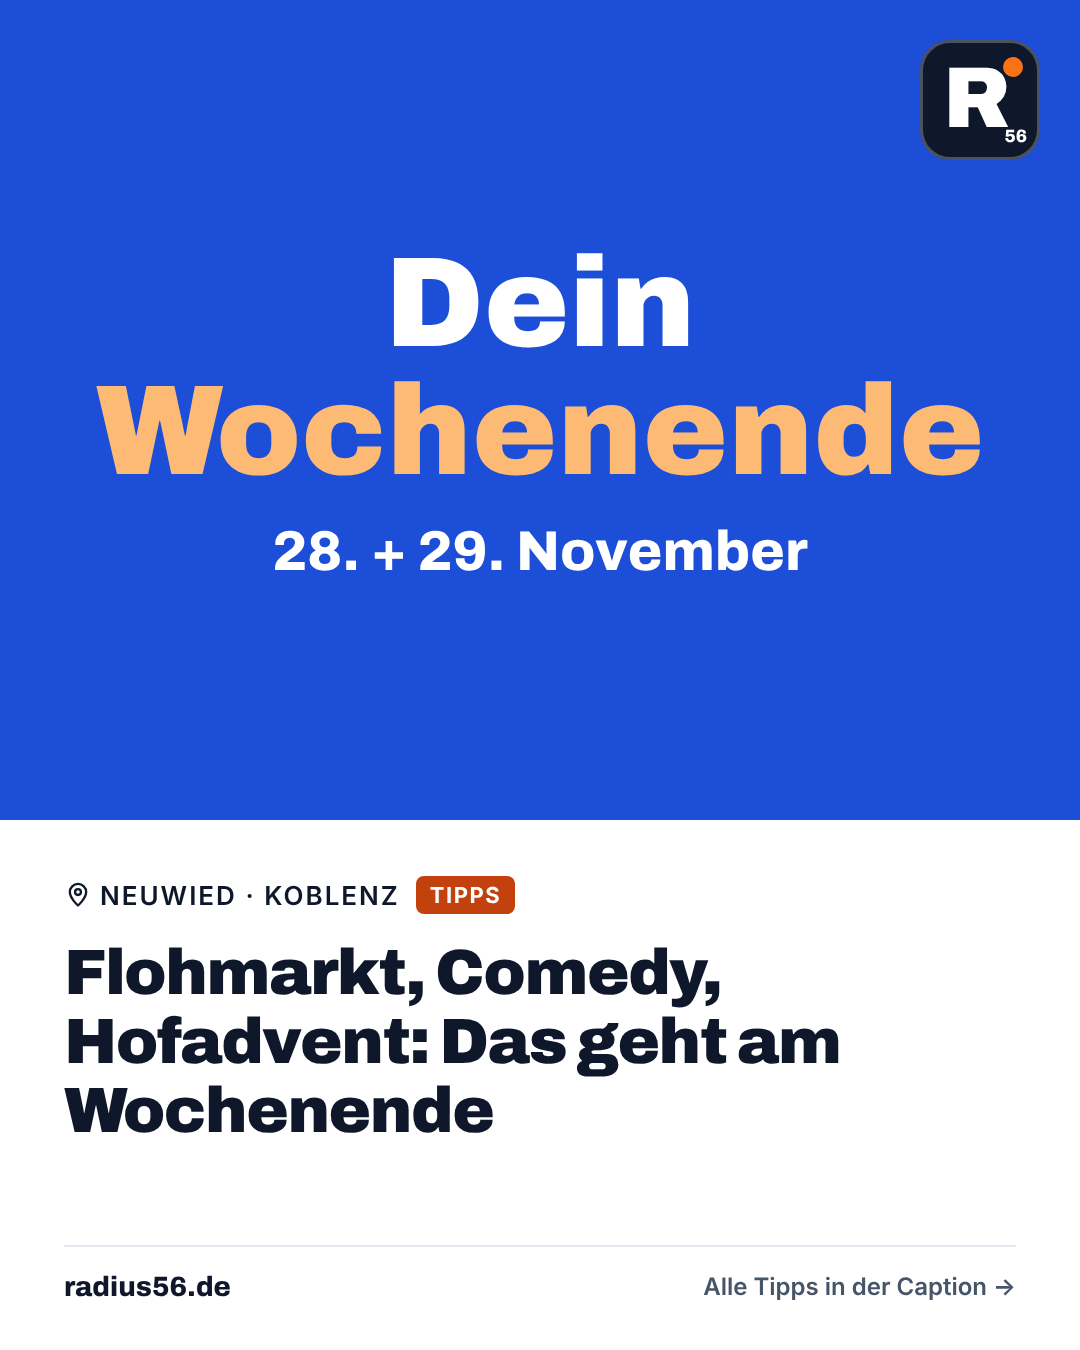 R
56
Dein
Wochenende
28. + 29. November
NEUWIED · KOBLENZ TIPPS
Flohmarkt, Comedy,
Hofadvent: Das geht am
Wochenende
radius56.de
Alle Tipps in der Caption →